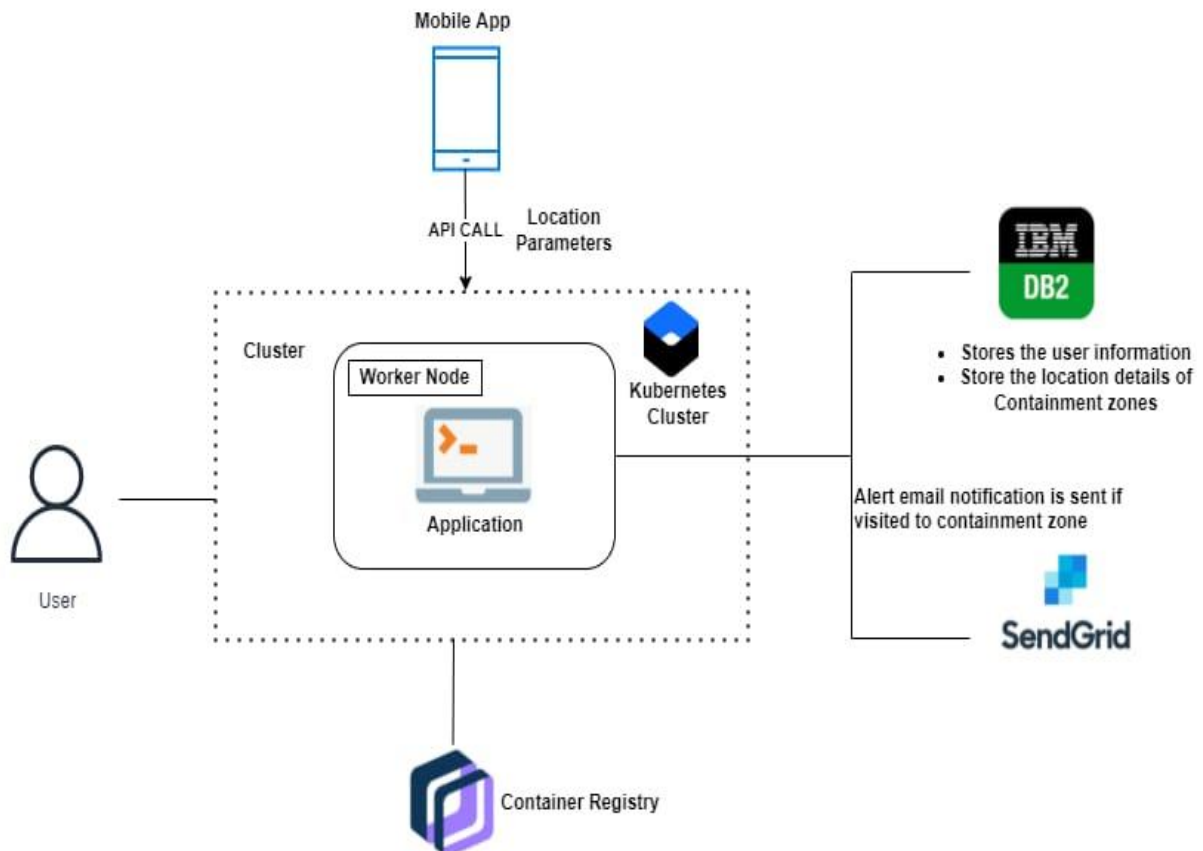 Mobile App
API CALL
Location
Parameters
IBM
DB2
• Stores the user information
• Store the location details of
Containment zones
Cluster
Worker Node
Kubernetes
Cluster
Application
User
Alert email notification is sent if
visited to containment zone
SendGrid
Container Registry